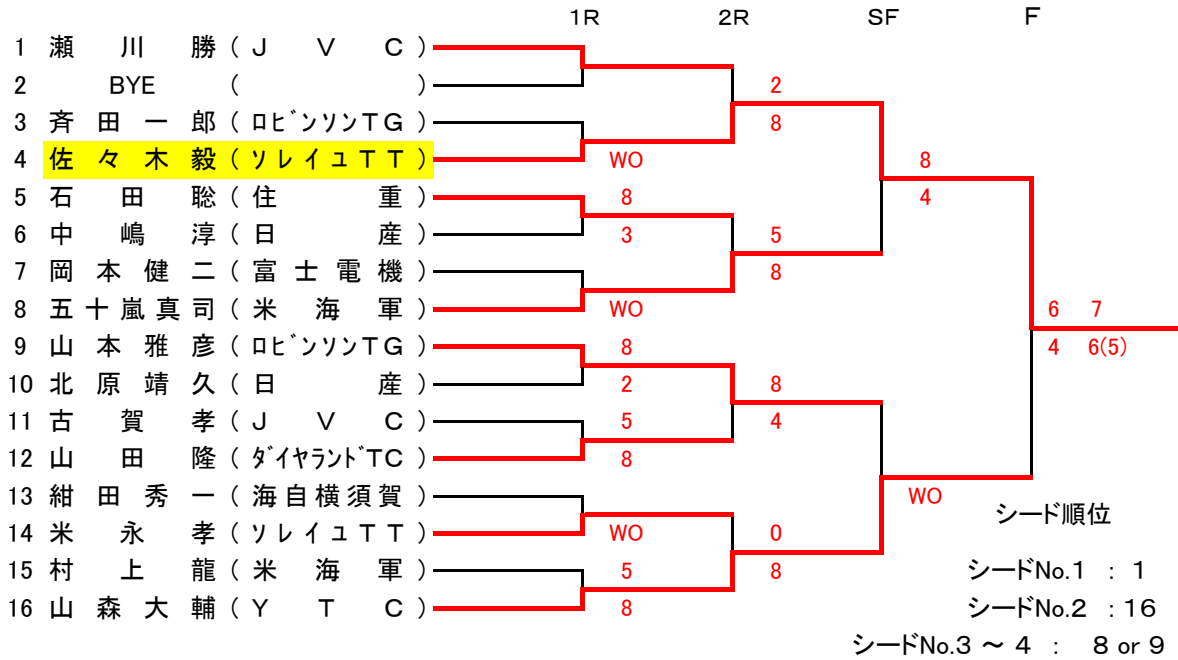 1R 2R SF F
1 瀬川勝 ( J V C )
2 BYE ( ) 2
3 斉田一郎 ( ロビンソンTG ) 8
4 佐々木毅 ( ソレイユTT ) WO 8
5 石田聡 ( 住重 ) 8 4
6 中嶋淳 ( 日産 ) 3 5
7 岡本健二 ( 富士電機 ) 8
8 五十嵐真司 ( 米海軍 ) WO 6 7
9 山本雅彦 ( ロビンソンTG ) 8 4 6(5)
10 北原靖久 ( 日産 ) 2 8
11 古賀孝 ( J V C ) 5 4
12 山田隆 ( ダイヤランドTC ) 8
13 紺田秀一 ( 海自横須賀 ) WO
シード順位
14 米永孝 ( ソレイユTT ) WO 0
15 村上龍 ( 米海軍 ) 5 8 シードNo.1 : 1
16 山森大輔 ( Y T C ) 8 シードNo.2 : 16
シードNo.3 ~ 4 : 8 or 9